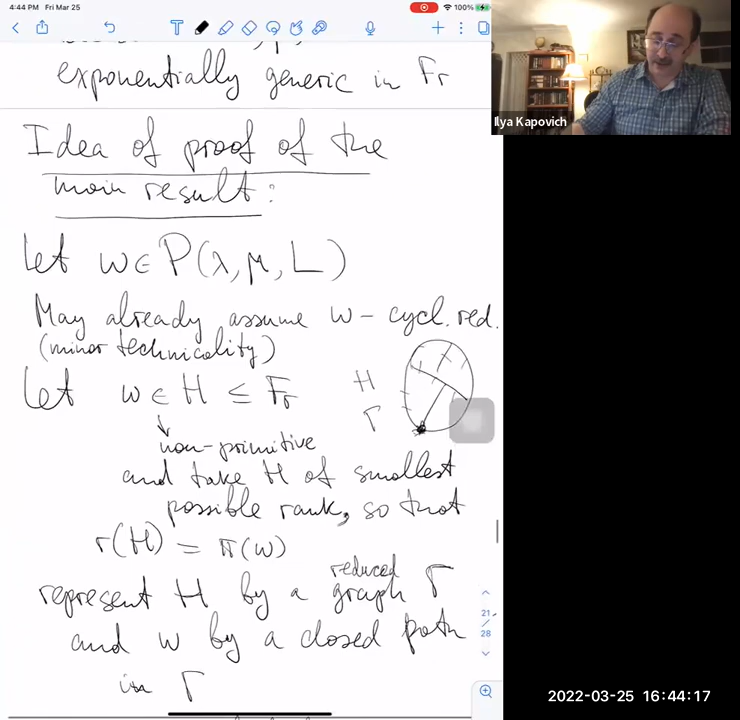 4:44 PM Fri Mar 25
100%
exponentially generic in Fr
Ilya Kapovich
Idea of proof of the
main result:
Let w ∈ P(λ, μ, L)
May already assume w - cycl. red.
(minor technicality)
Let w ∈ H ≤ Fr
H
Γ
non-primitive
and take H of smallest
possible rank, so that
r(H) = π(w)
reduced
represent H by a graph Γ
and w by a closed path
in Γ
21
/
28
2022-03-25 16:44:17